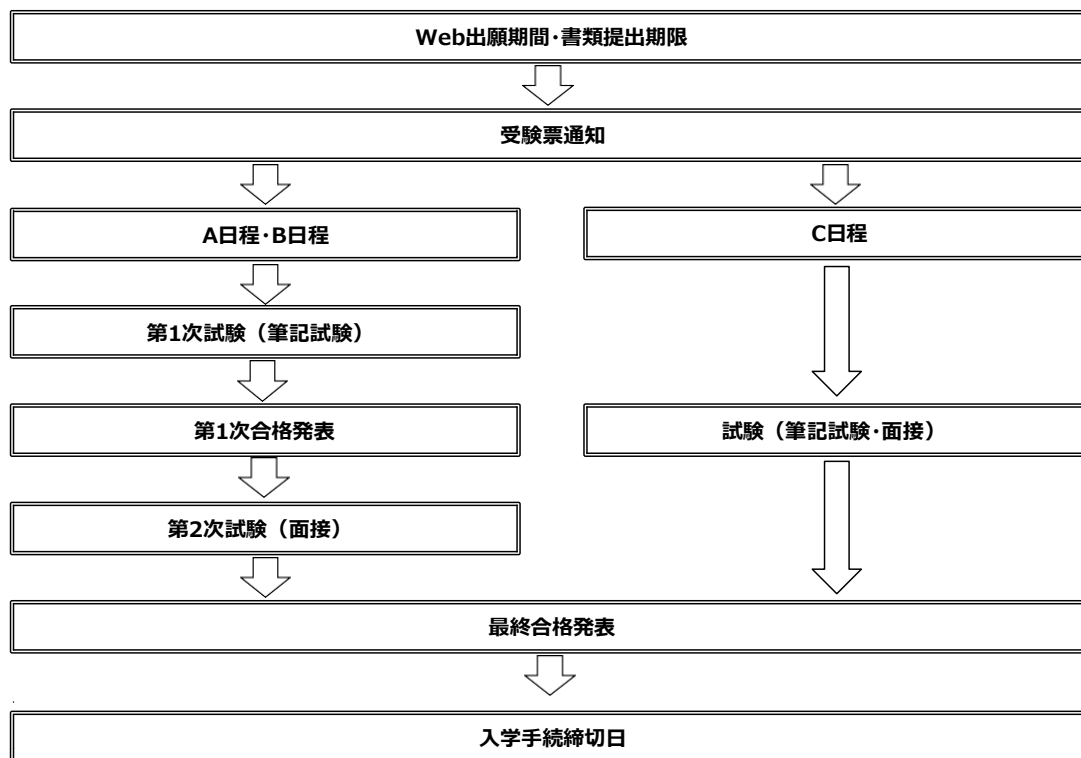 Web出願期間・書類提出期限
受験票通知
A日程・B日程
C日程
第1次試験（筆記試験）
第1次合格発表
試験（筆記試験・面接）
第2次試験（面接）
最終合格発表
入学手続締切日